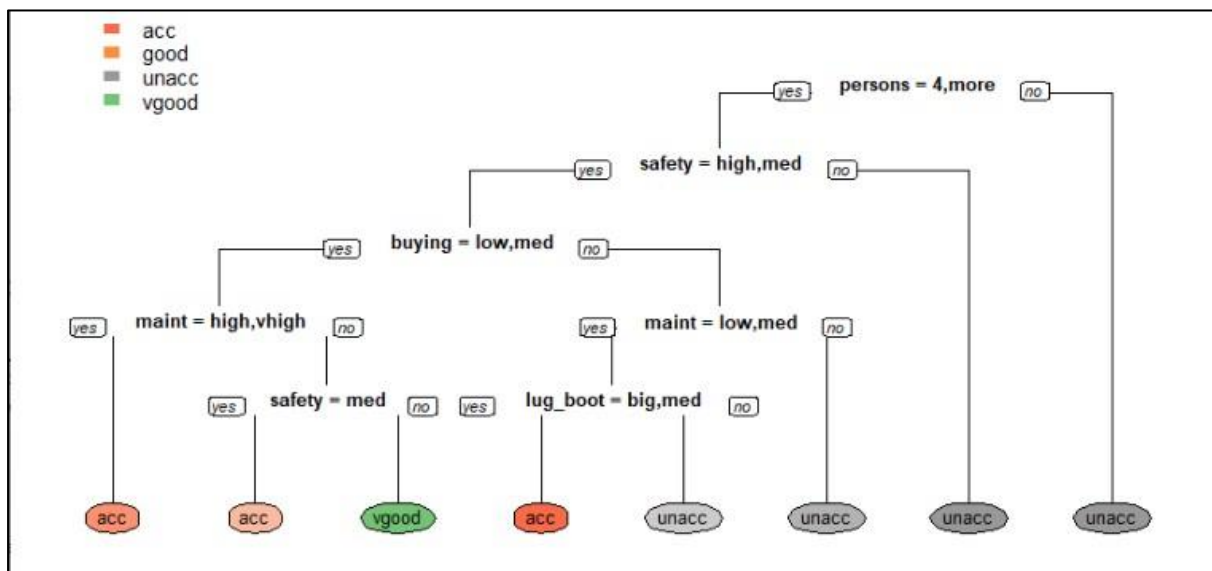 acc
good
unacc
vgood
yes persons = 4,more no
yes safety = high,med no
yes buying = low,med no
yes maint = high,vhigh no yes maint = low,med no
yes safety = med no yes lug_boot = big,med no
acc acc vgood acc unacc unacc unacc unacc